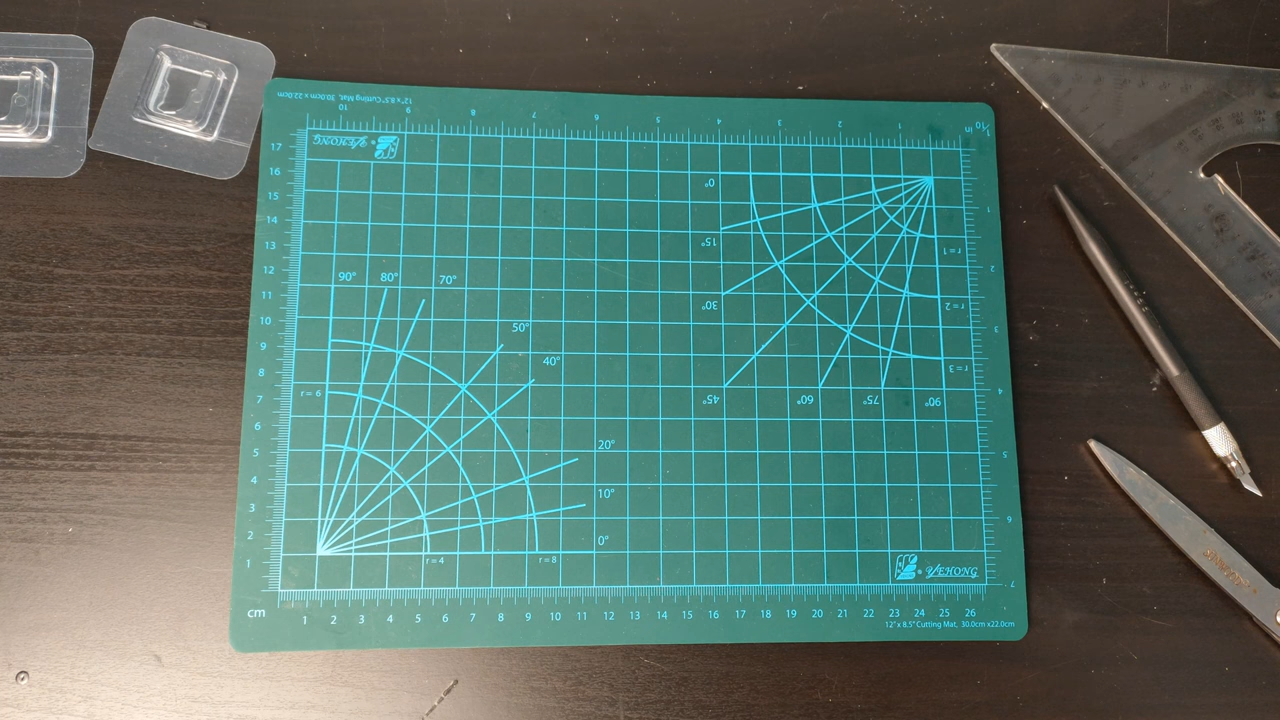 12"x 8.5" Cutting Mat, 30.0cm x 22.0cm
10 9 8 7 6 5 4 3 2 1 in 1/10
YEHONG
17
16
15
14
13
12
11
10
9
8
7
6
5
4
3
2
1
cm
1 2 3 4 5 6 7 8 9 10 11 12 13 14 15 16 17 18 19 20 21 22 23 24 25 26
90° 80° 70°
50°
40°
20°
10°
0°
r = 6
r = 4
r = 8
0°
15°
30°
45° 60° 75° 90°
r = 1
r = 2
r = 3
1
2
3
4
5
6
7
YEHONG
12"x 8.5" Cutting Mat, 30.0cm x22.0cm